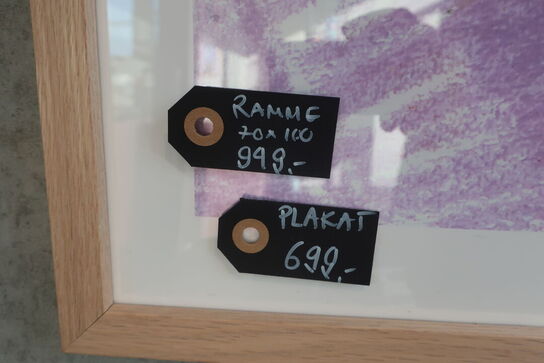 RAMME
70 x 100
999,-
PLAKAT
699,-